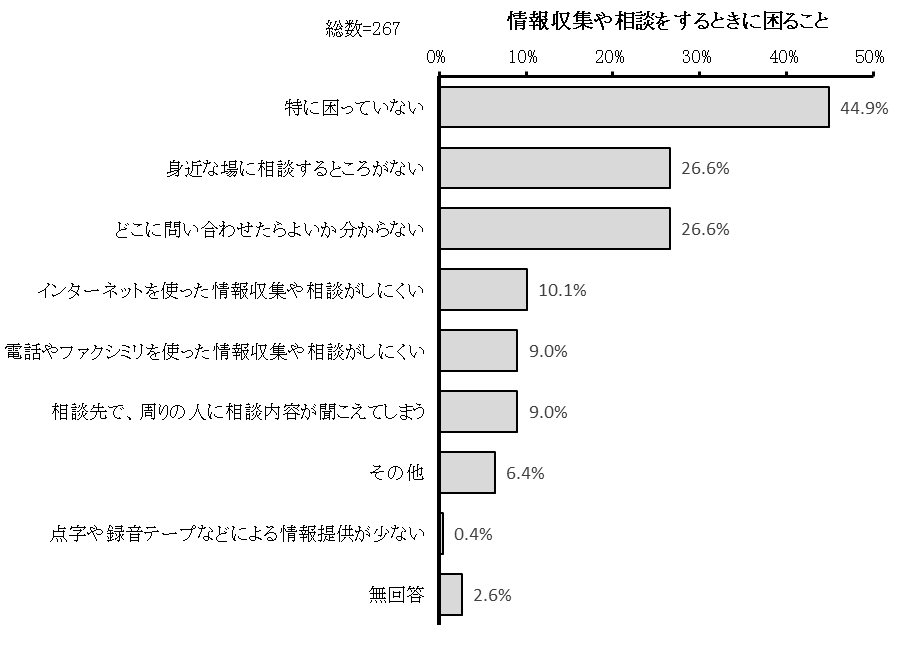 情報収集や相談をするときに困ること
総数=267
0% 10% 20% 30% 40% 50%
特に困っていない 44.9%
身近な場に相談するところがない 26.6%
どこに問い合わせたらよいか分からない 26.6%
インターネットを使った情報収集や相談がしにくい 10.1%
電話やファクシミリを使った情報収集や相談がしにくい 9.0%
相談先で、周りの人に相談内容が聞こえてしまう 9.0%
その他 6.4%
点字や録音テープなどによる情報提供が少ない 0.4%
無回答 2.6%